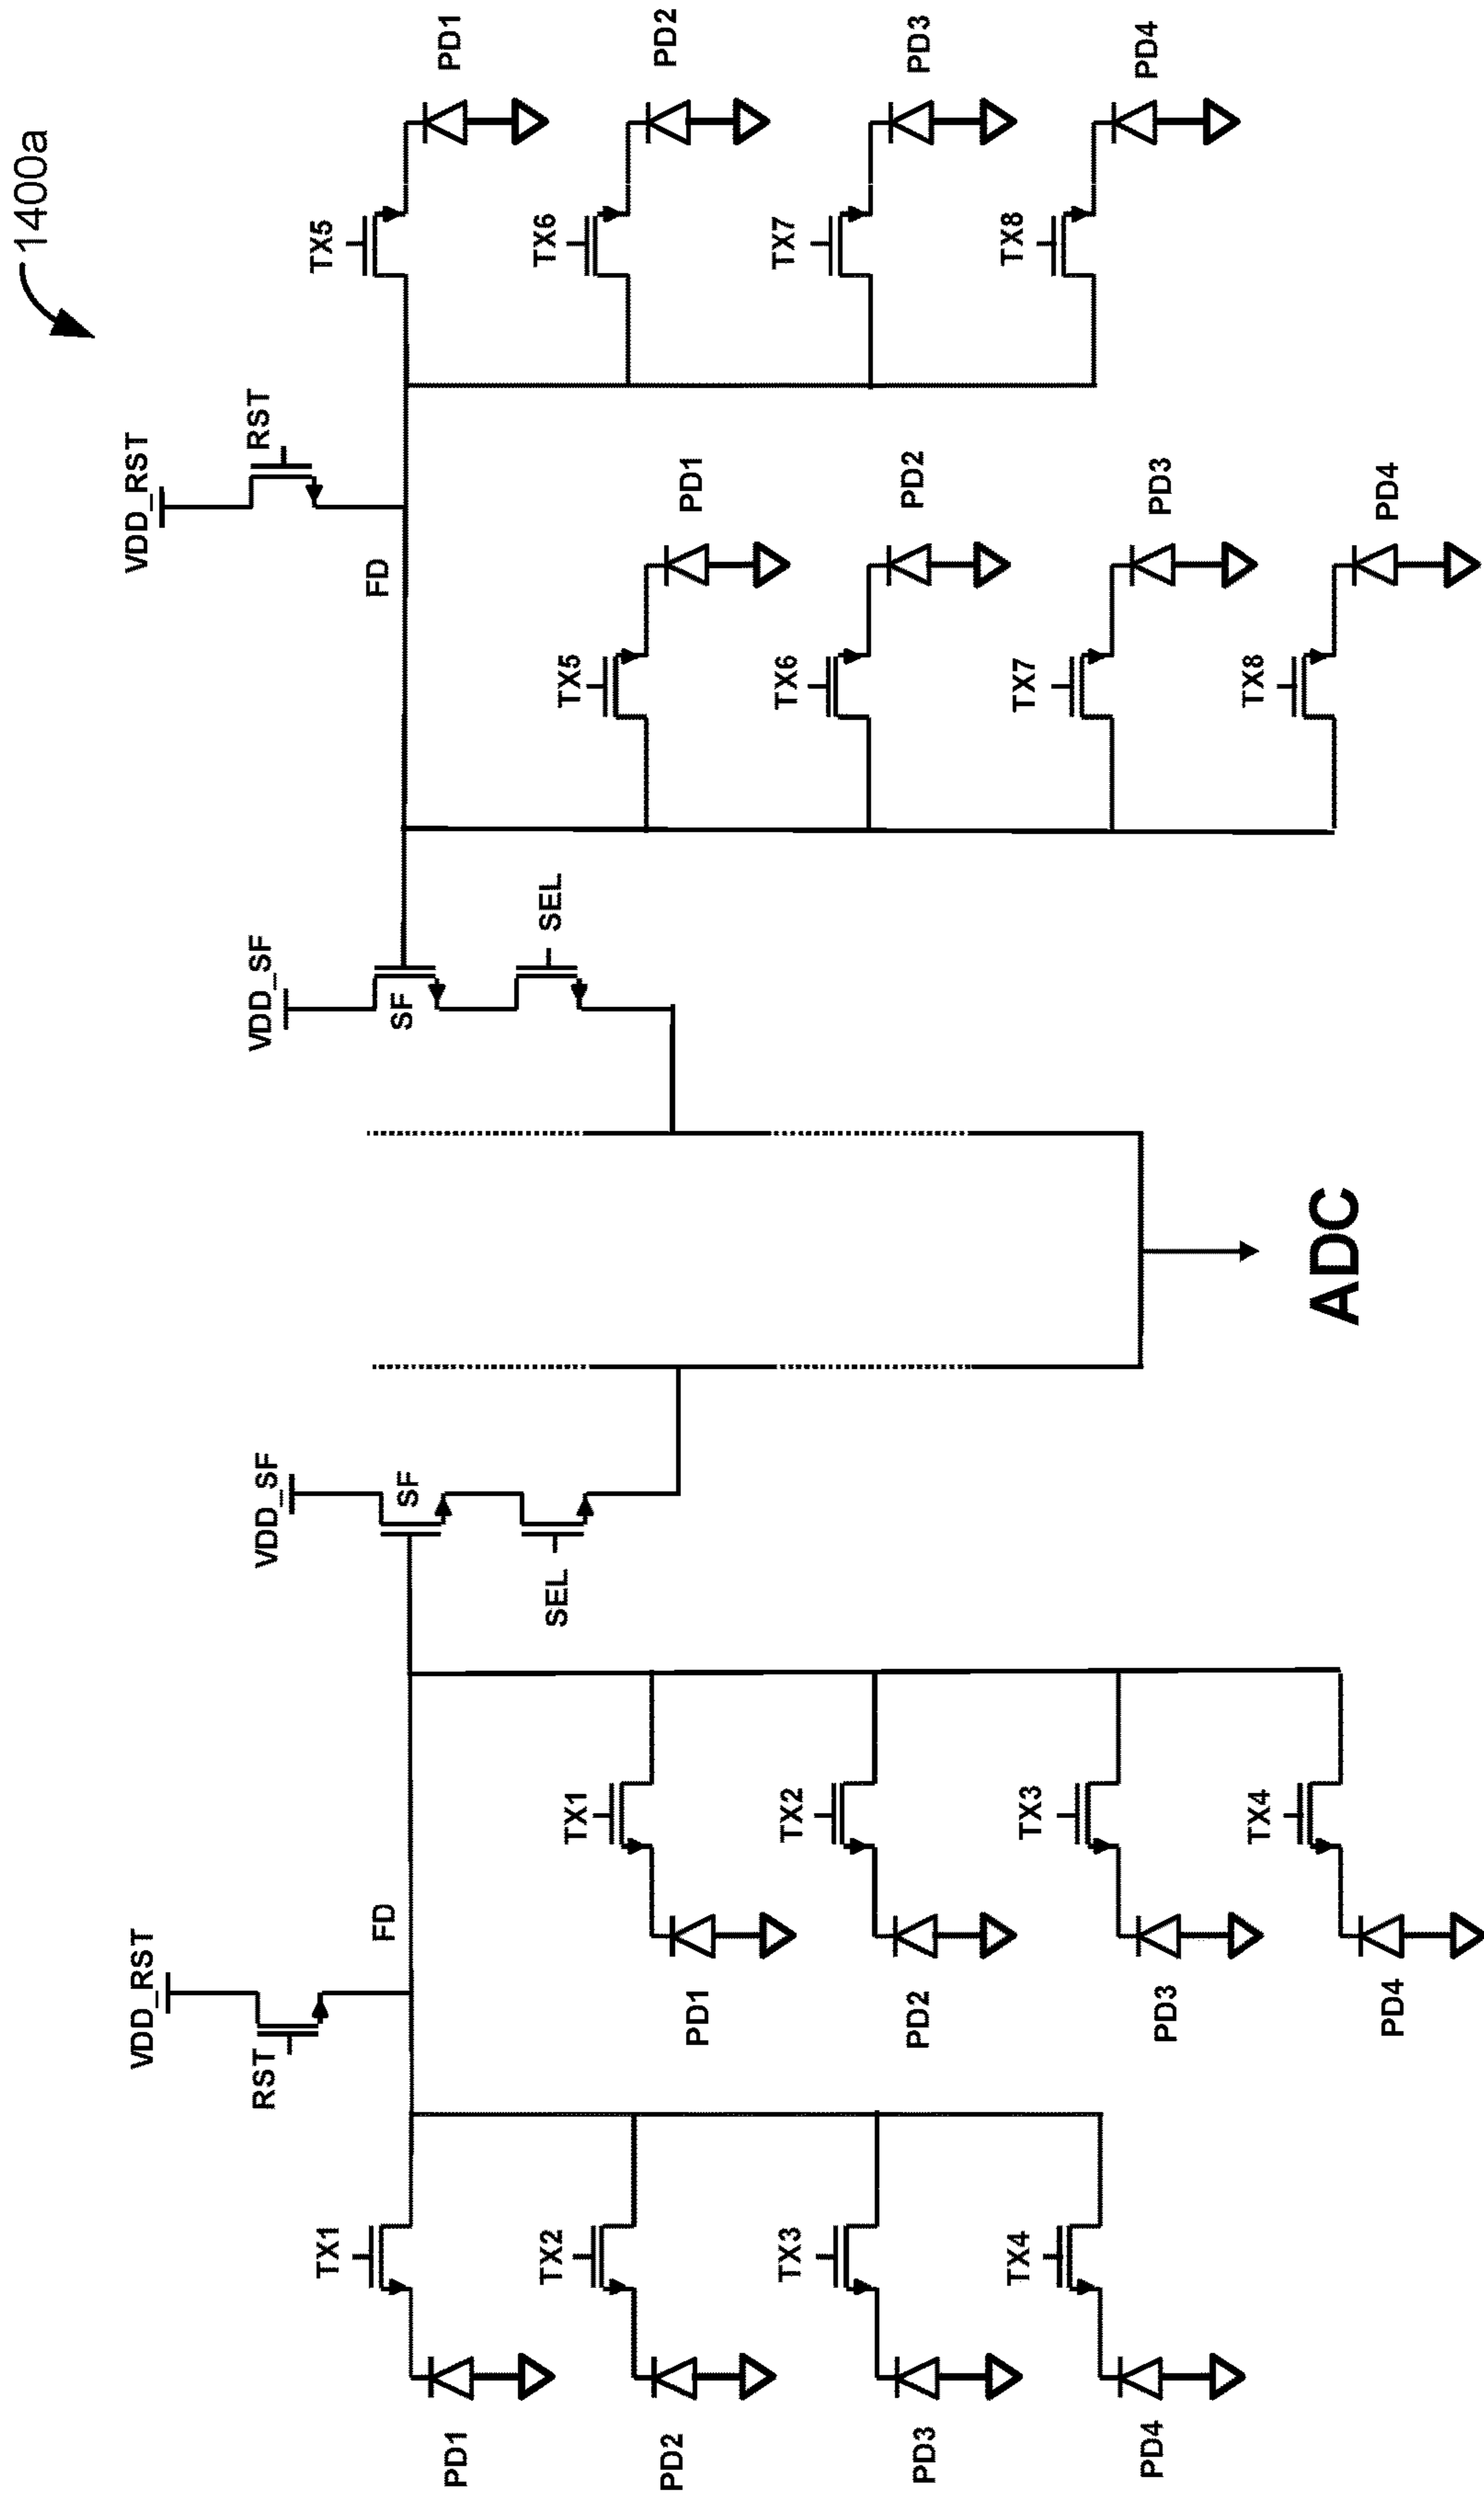 1400a
VDD_RST
RST
FD
VDD_SF
SF
SEL
TX1
PD1
TX2
PD2
TX3
PD3
TX4
PD4
TX1
PD1
TX2
PD2
TX3
PD3
TX4
PD4
ADC
VDD_SF
SF
SEL
VDD_RST
RST
FD
TX5
PD1
TX6
PD2
TX7
PD3
TX8
PD4
TX5
PD1
TX6
PD2
TX7
PD3
TX8
PD4